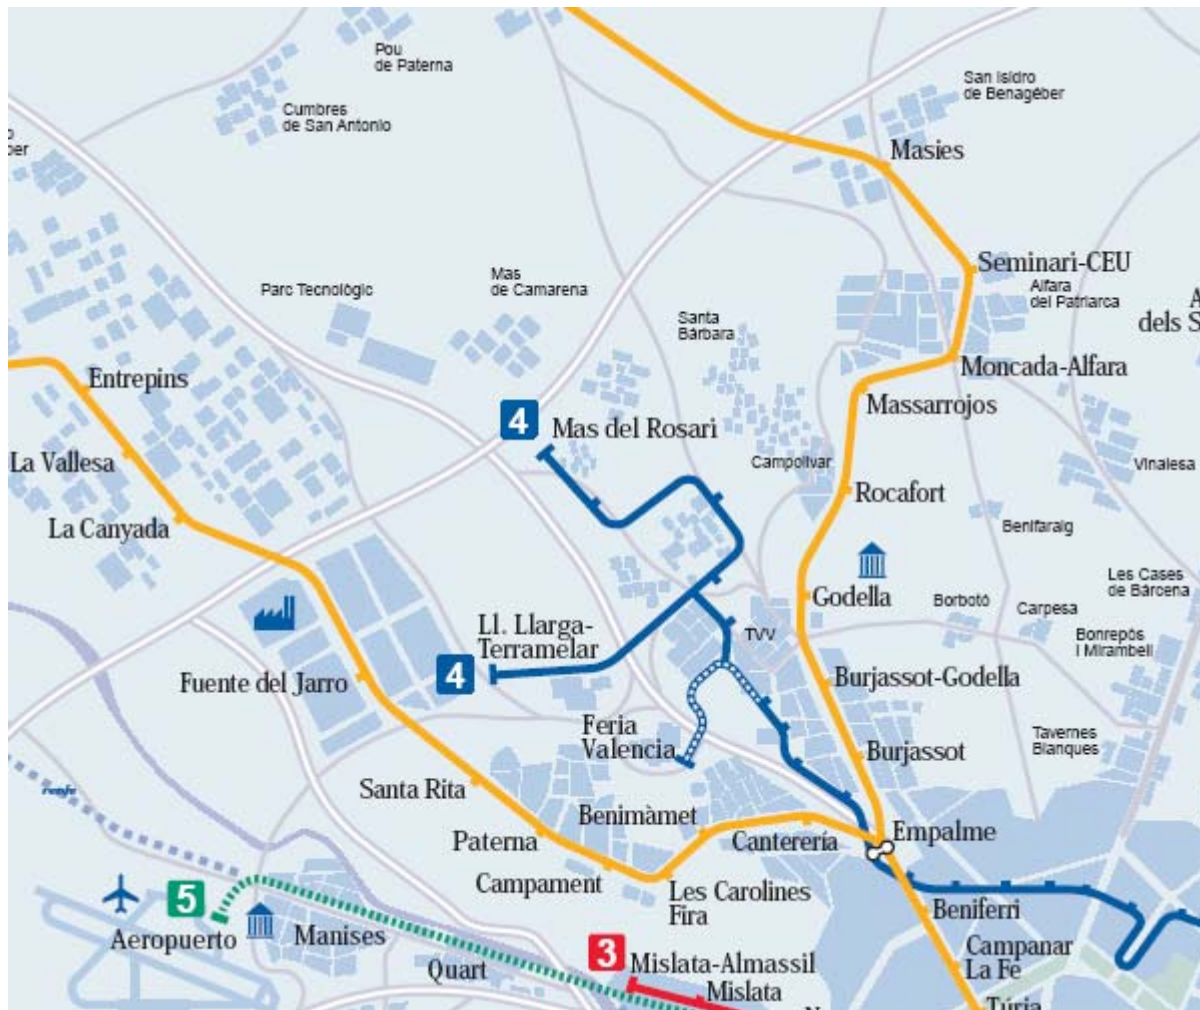 Pou
de Paterna
Cumbres
de San Antonio
San Isidro
de Benagéber
Masies
Seminari-CEU
Alfara
del Patriarca
dels S
Parc Tecnològic
Mas
de Camarena
Santa
Bárbara
Moncada-Alfara
Entrepins
Massarrojos
4
Mas del Rosari
La Vallesa
Campolivar
Vinalesa
Rocafort
La Canyada
Benifaraig
Les Cases
de Bárcena
Godella
Borbotó
Carpesa
Ll. Llarga-
Terramelar
TVV
Bonrepòs
i Mirambell
4
Fuente del Jarro
Burjassot-Godella
Feria
Valencia
Burjassot
Tavernes
Blanques
renfe
Santa Rita
Benimàmet
Paterna
Canterería
Empalme
Campament
Les Carolines
Fira
5
Beniferri
Aeropuerto
Manises
Quart
3
Mislata-Almassil
Mislata
Campanar
La Fe
Túria